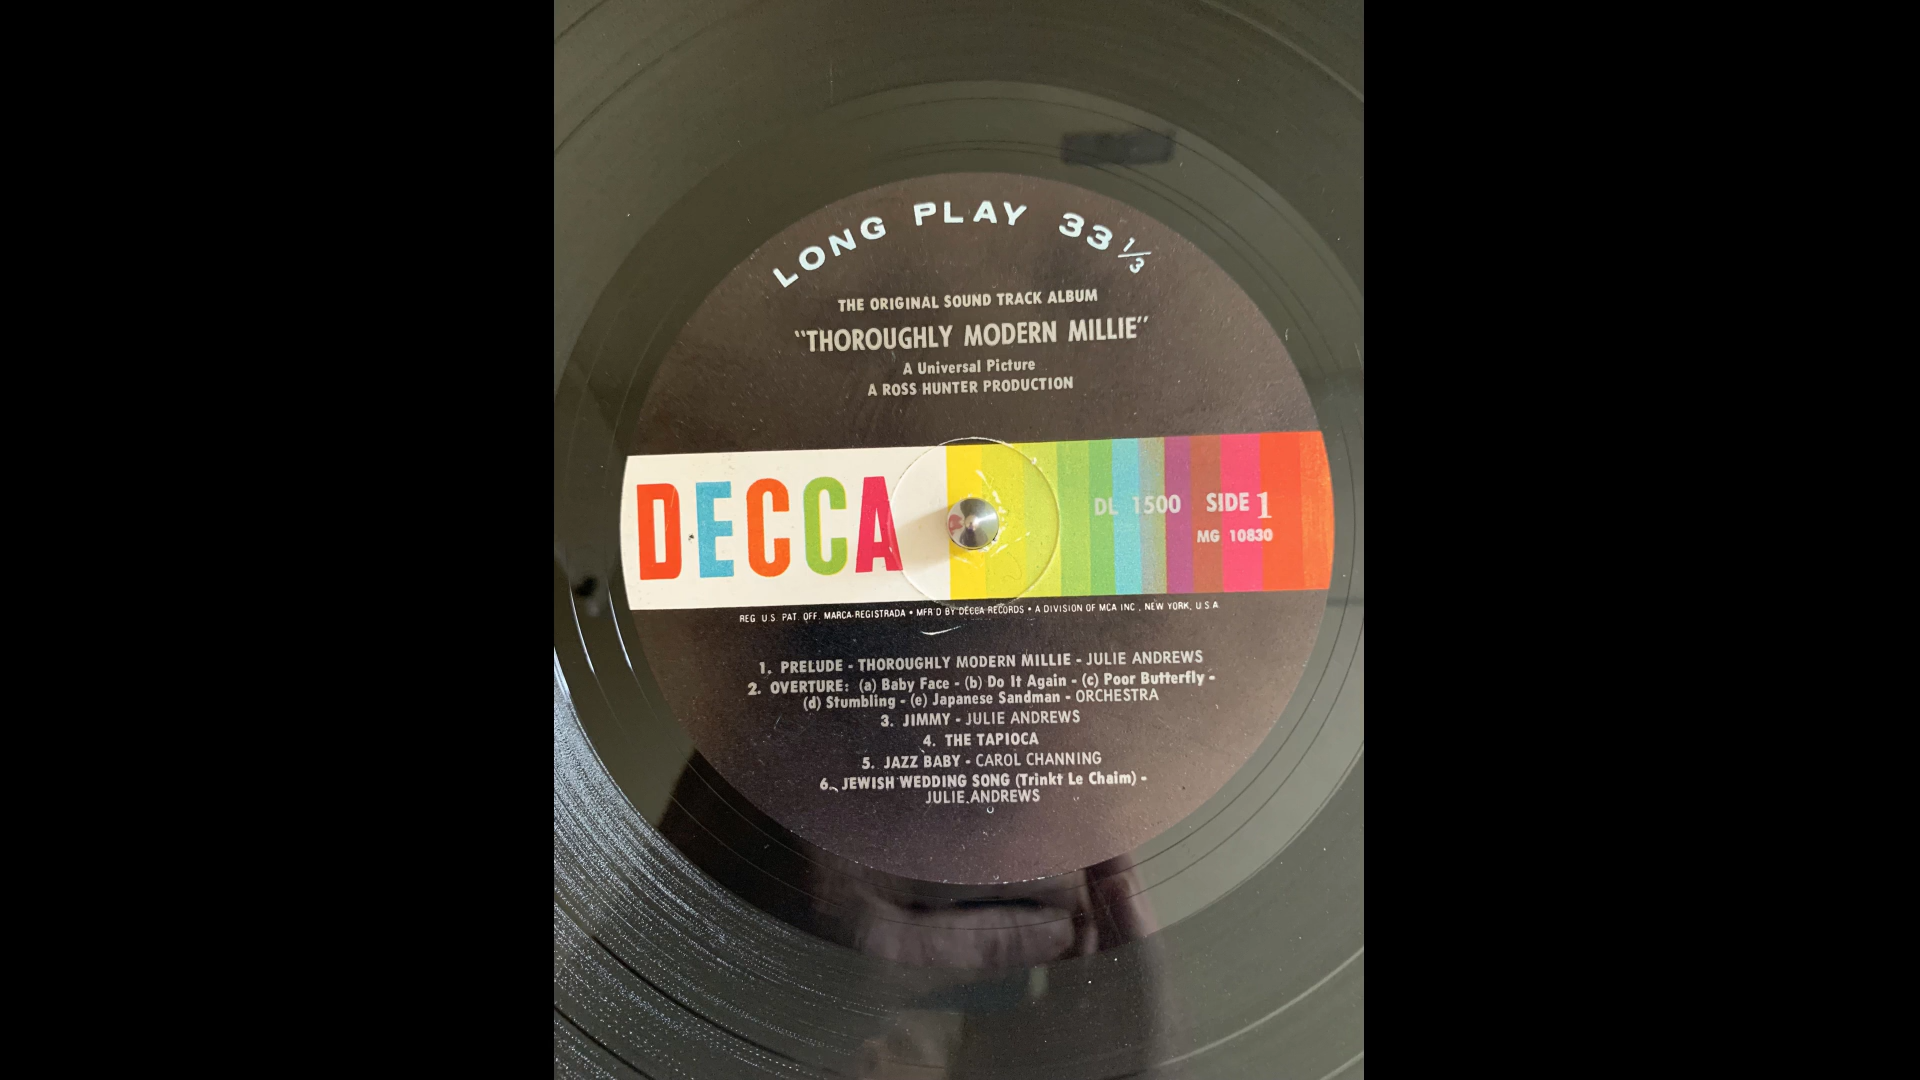 LONG PLAY 33 1/3
THE ORIGINAL SOUND TRACK ALBUM
"THOROUGHLY MODERN MILLIE"
A Universal Picture
A ROSS HUNTER PRODUCTION
DECCA
DL 1500 SIDE 1
MG 10830
REG. U.S. PAT. OFF. MARCA REGISTRADA • MFR'D BY DECCA RECORDS • A DIVISION OF MCA INC., NEW YORK, U.S.A.
1. PRELUDE - THOROUGHLY MODERN MILLIE - JULIE ANDREWS
2. OVERTURE: (a) Baby Face - (b) Do It Again - (c) Poor Butterfly -
(d) Stumbling - (e) Japanese Sandman - ORCHESTRA
3. JIMMY - JULIE ANDREWS
4. THE TAPIOCA
5. JAZZ BABY - CAROL CHANNING
6. JEWISH WEDDING SONG (Trinkt Le Chaim) -
JULIE ANDREWS